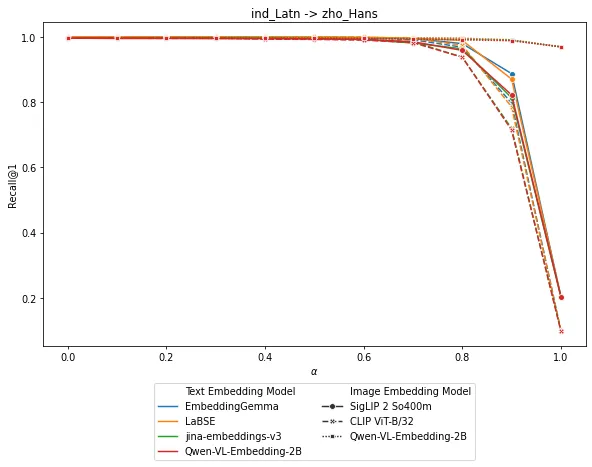 ind_Latn -> zho_Hans
Recall@1
1.0
0.8
0.6
0.4
0.2
0.0 0.2 0.4 0.6 0.8 1.0
α
Text Embedding Model Image Embedding Model
EmbeddingGemma SigLIP 2 So400m
LaBSE CLIP ViT-B/32
jina-embeddings-v3 Qwen-VL-Embedding-2B
Qwen-VL-Embedding-2B